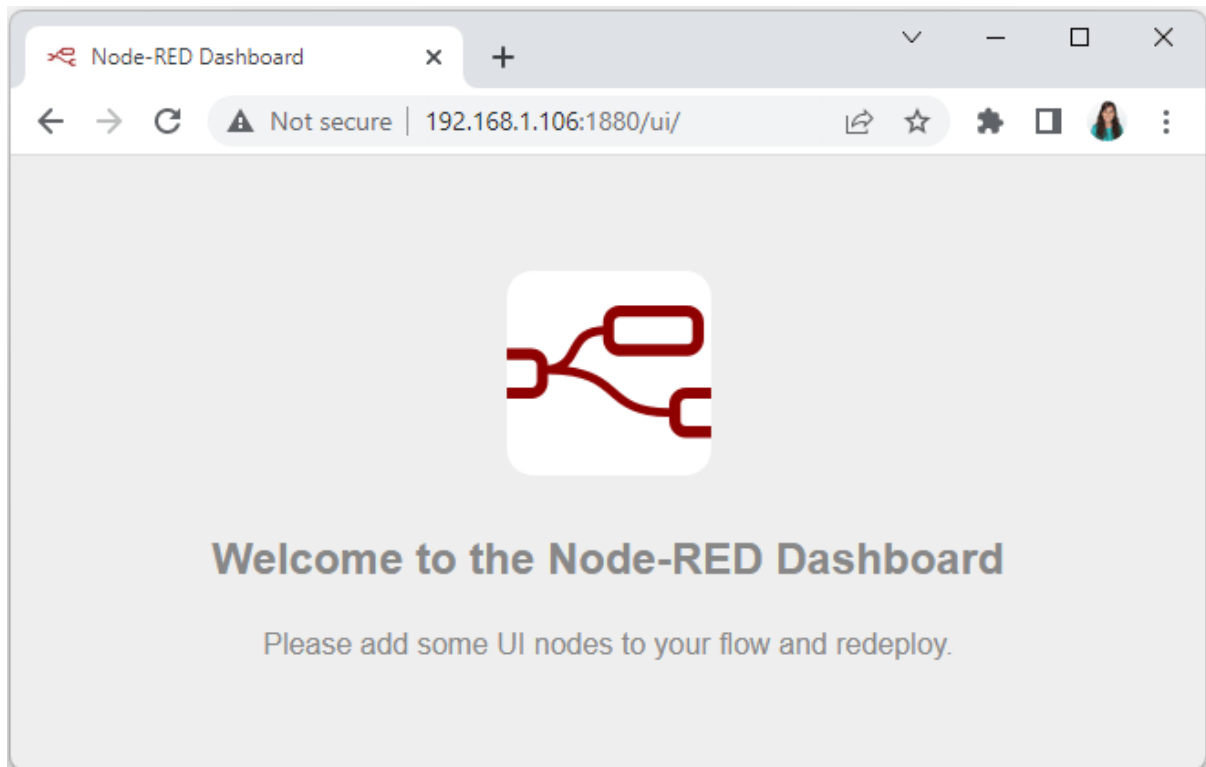 Node-RED Dashboard
Not secure 192.168.1.106:1880/ui/
Welcome to the Node-RED Dashboard
Please add some UI nodes to your flow and redeploy.